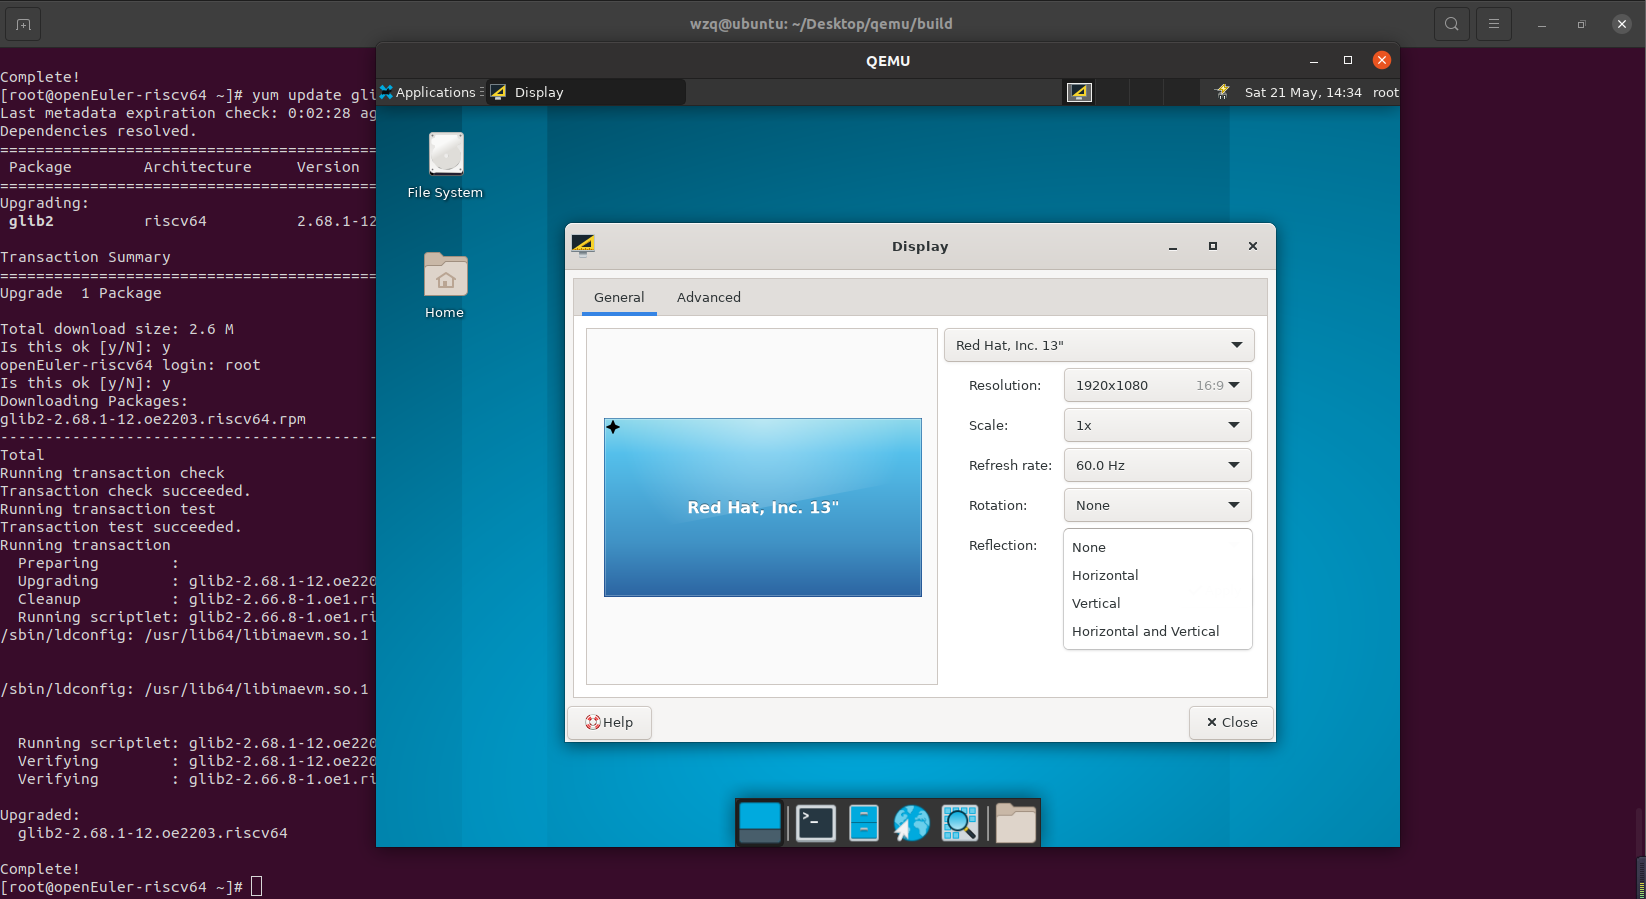 wzq@ubuntu: ~/Desktop/qemu/build
Complete!
[root@openEuler-riscv64 ~]# yum update gli
Last metadata expiration check: 0:02:28 ag
Dependencies resolved.
================================================
Package Architecture Version
================================================
Upgrading:
glib2 riscv64 2.68.1-12
Transaction Summary
================================================
Upgrade 1 Package
Total download size: 2.6 M
Is this ok [y/N]: y
openEuler-riscv64 login: root
Is this ok [y/N]: y
Downloading Packages:
glib2-2.68.1-12.oe2203.riscv64.rpm
------------------------------------------------
Total
Running transaction check
Transaction check succeeded.
Running transaction test
Transaction test succeeded.
Running transaction
Preparing :
Upgrading : glib2-2.68.1-12.oe220
Cleanup : glib2-2.66.8-1.oe1.ri
Running scriptlet: glib2-2.66.8-1.oe1.ri
/sbin/ldconfig: /usr/lib64/libimaevm.so.1
/sbin/ldconfig: /usr/lib64/libimaevm.so.1
Running scriptlet: glib2-2.68.1-12.oe220
Verifying : glib2-2.68.1-12.oe220
Verifying : glib2-2.66.8-1.oe1.ri
Upgraded:
glib2-2.68.1-12.oe2203.riscv64
Complete!
[root@openEuler-riscv64 ~]#
QEMU
Applications Display Sat 21 May, 14:34 root
File System
Home
Display
General Advanced
Red Hat, Inc. 13"
Red Hat, Inc. 13"
Resolution: 1920x1080 16:9
Scale: 1x
Refresh rate: 60.0 Hz
Rotation: None
Reflection: None
Horizontal
Vertical
Horizontal and Vertical
Help Close